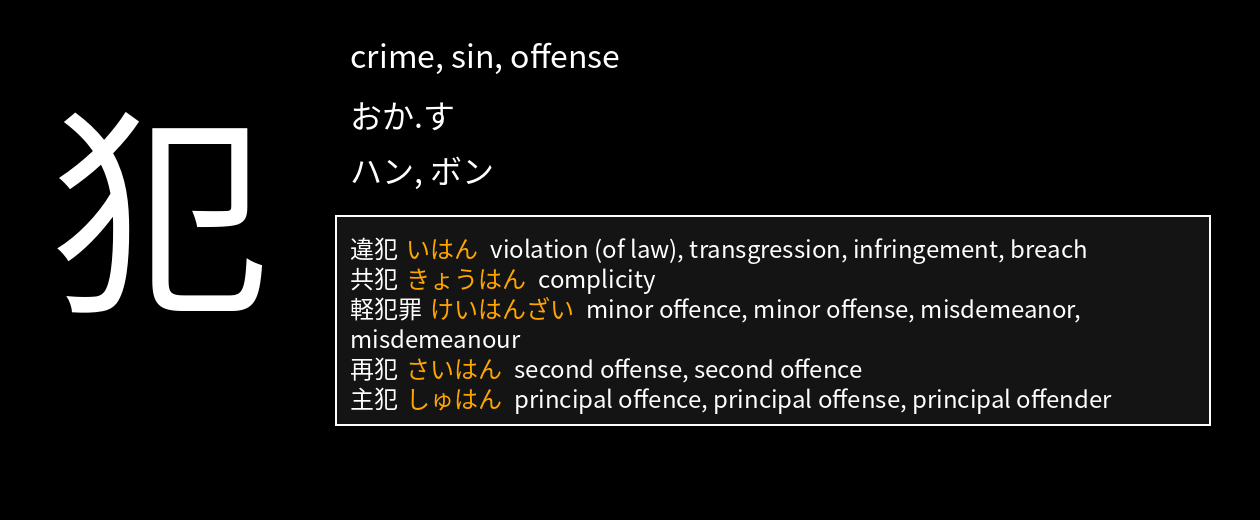 犯
crime, sin, offense
おか.す
ハン, ボン
違犯 いはん violation (of law), transgression, infringement, breach
共犯 きょうはん complicity
軽犯罪 けいはんざい minor offence, minor offense, misdemeanor,
misdemeanour
再犯 さいはん second offense, second offence
主犯 しゅはん principal offence, principal offense, principal offender